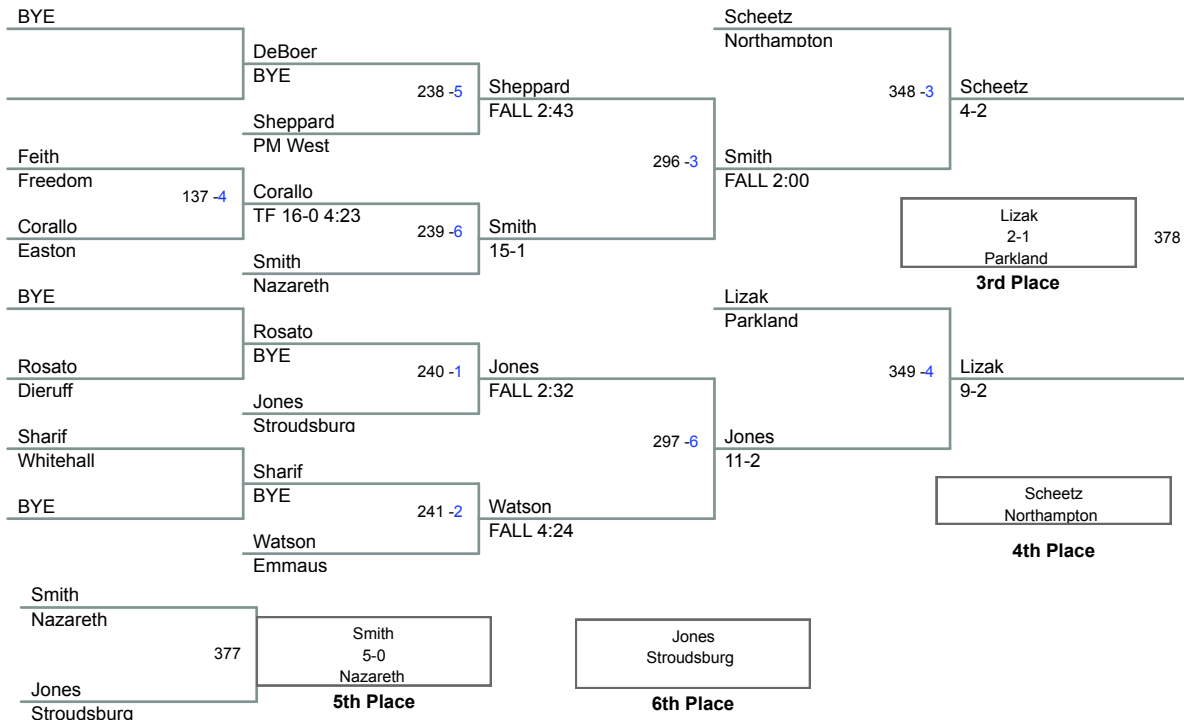 BYE
DeBoer
BYE
238 -5
Sheppard
PM West
Sheppard
FALL 2:43
Feith
Freedom
137 -4
Corallo
Easton
Corallo
TF 16-0 4:23
239 -6
Smith
Nazareth
Smith
15-1
296 -3
Smith
FALL 2:00
Scheetz
Northampton
348 -3
Scheetz
4-2
Lizak
2-1
Parkland
378
3rd Place
BYE
Rosato
Dieruff
Rosato
BYE
240 -1
Jones
Stroudsburg
Jones
FALL 2:32
Sharif
Whitehall
BYE
Sharif
BYE
241 -2
Watson
Emmaus
Watson
FALL 4:24
297 -6
Jones
11-2
Lizak
Parkland
349 -4
Lizak
9-2
Scheetz
Northampton
4th Place
Smith
Nazareth
377
Jones
Stroudsburg
Smith
5-0
Nazareth
5th Place
Jones
Stroudsburg
6th Place